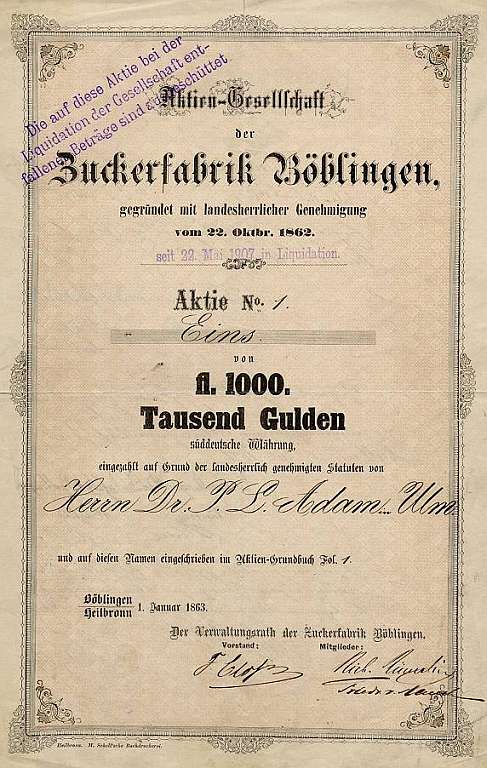 Die auf diese Aktie bei der
Liquidation der Gesellschaft ent-
fallenen Beträge sind ausgeschüttet
Aktien-Gesellschaft
der
Zuckerfabrik Böblingen,
gegründet mit landesherrlicher Genehmigung
vom 22. Oktbr. 1862.
seit 22. Mai 1907 in Liquidation.
Aktie No. 1.
Eins.
von
fl. 1000.
Tausend Gulden
süddeutsche Währung,
eingezahlt auf Grund der landesherrlich genehmigten Statuten von
Herrn Dr. P. L. Adam... Ulm.
und auf diesen Namen eingeschrieben im Aktien-Grundbuch Fol. 1.
Böblingen
Heilbronn 1. Januar 1863.
Der Verwaltungsrath der Zuckerfabrik Böblingen.
Vorstand: Mitglieder:
Heilbronn. M. Schell'sche Buchdruckerei.